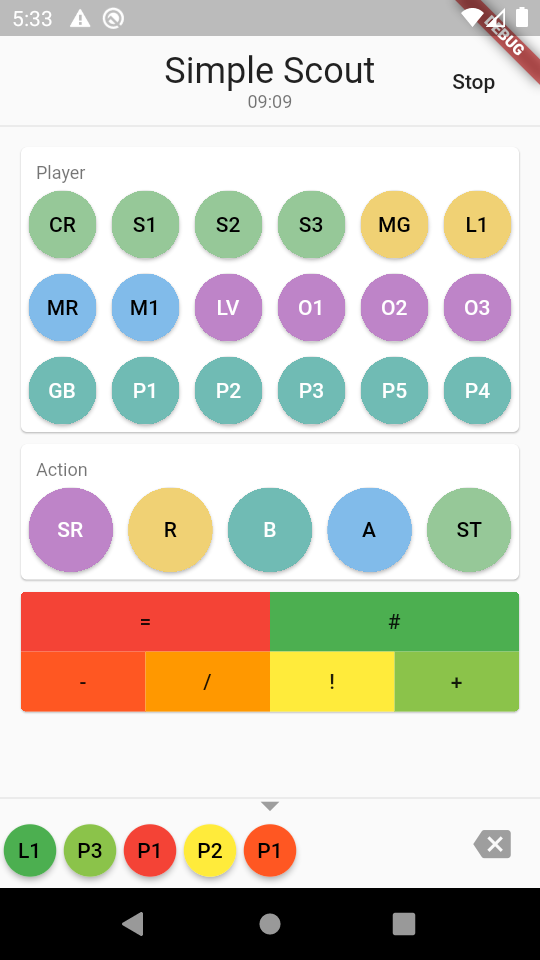 5:33
DEBUG
Simple Scout
09:09
Stop
Player
CR S1 S2 S3 MG L1
MR M1 LV O1 O2 O3
GB P1 P2 P3 P5 P4
Action
SR R B A ST
= #
- / ! +
L1 P3 P1 P2 P1